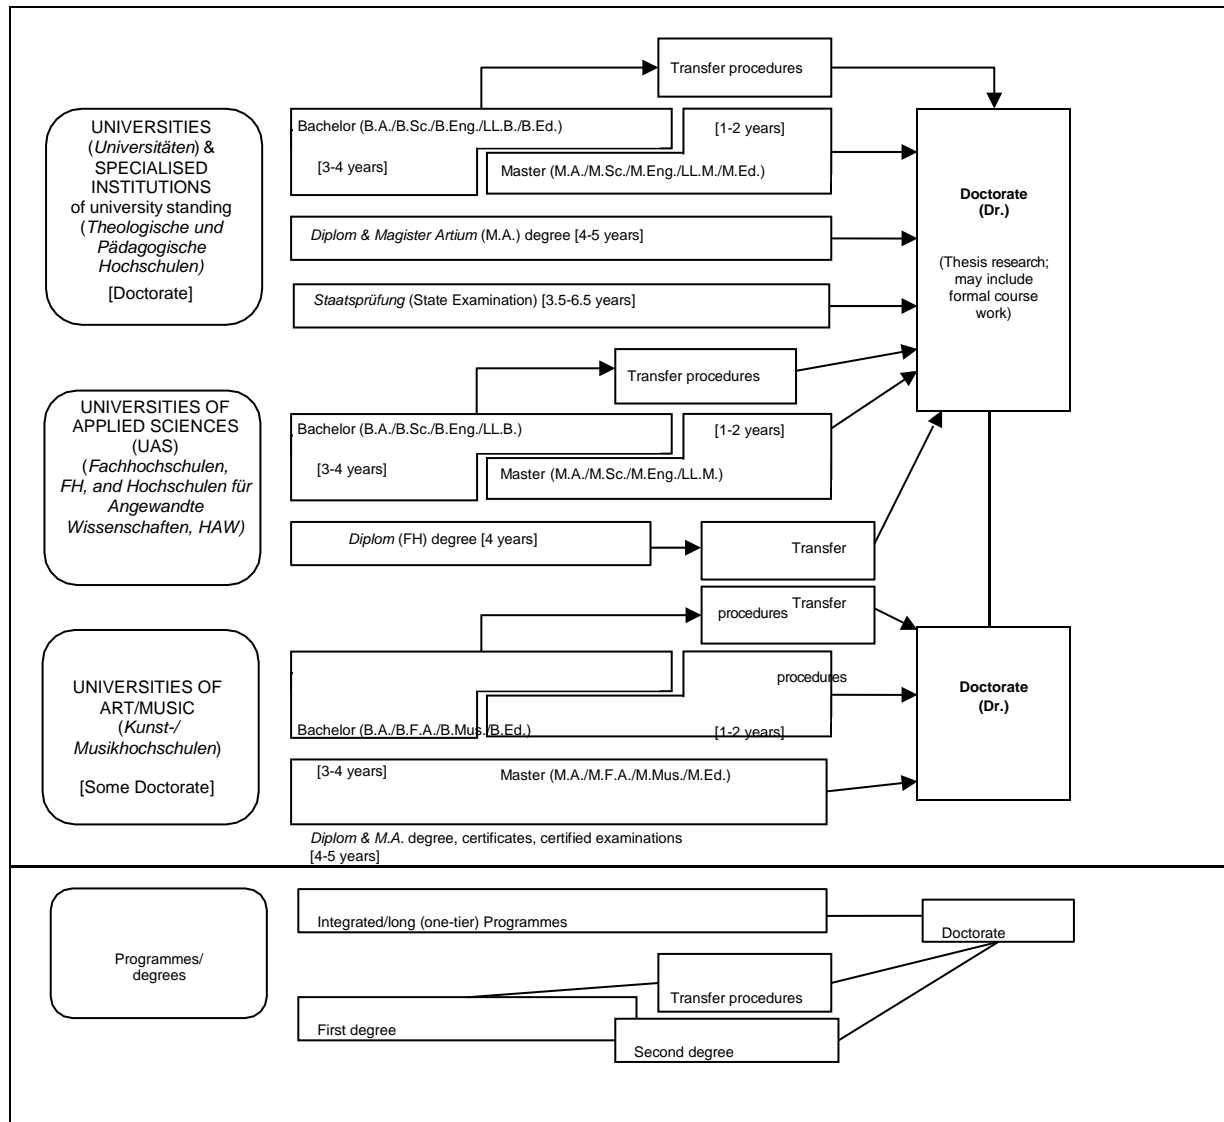 Transfer procedures
UNIVERSITIES
(Universitäten) &
SPECIALISED
INSTITUTIONS
of university standing
(Theologische und
Pädagogische
Hochschulen)
[Doctorate]
Bachelor (B.A./B.Sc./B.Eng./LL.B./B.Ed.)
[1-2 years]
[3-4 years]
Master (M.A./M.Sc./M.Eng./LL.M./M.Ed.)
Diplom & Magister Artium (M.A.) degree [4-5 years]
Staatsprüfung (State Examination) [3.5-6.5 years]
Doctorate
(Dr.)
(Thesis research;
may include
formal course
work)
Transfer procedures
UNIVERSITIES OF
APPLIED SCIENCES
(UAS)
(Fachhochschulen,
FH, and Hochschulen für
Angewandte
Wissenschaften, HAW)
Bachelor (B.A./B.Sc./B.Eng./LL.B.)
[1-2 years]
[3-4 years]
Master (M.A./M.Sc./M.Eng./LL.M.)
Diplom (FH) degree [4 years]
Transfer
procedures
Transfer
procedures
UNIVERSITIES OF
ART/MUSIC
(Kunst-/
Musikhochschulen)
[Some Doctorate]
Bachelor (B.A./B.F.A./B.Mus./B.Ed.)
[1-2 years]
[3-4 years]
Master (M.A./M.F.A./M.Mus./M.Ed.)
Diplom & M.A. degree, certificates, certified examinations
[4-5 years]
Doctorate
(Dr.)
Programmes/
degrees
Integrated/long (one-tier) Programmes
Doctorate
Transfer procedures
First degree
Second degree